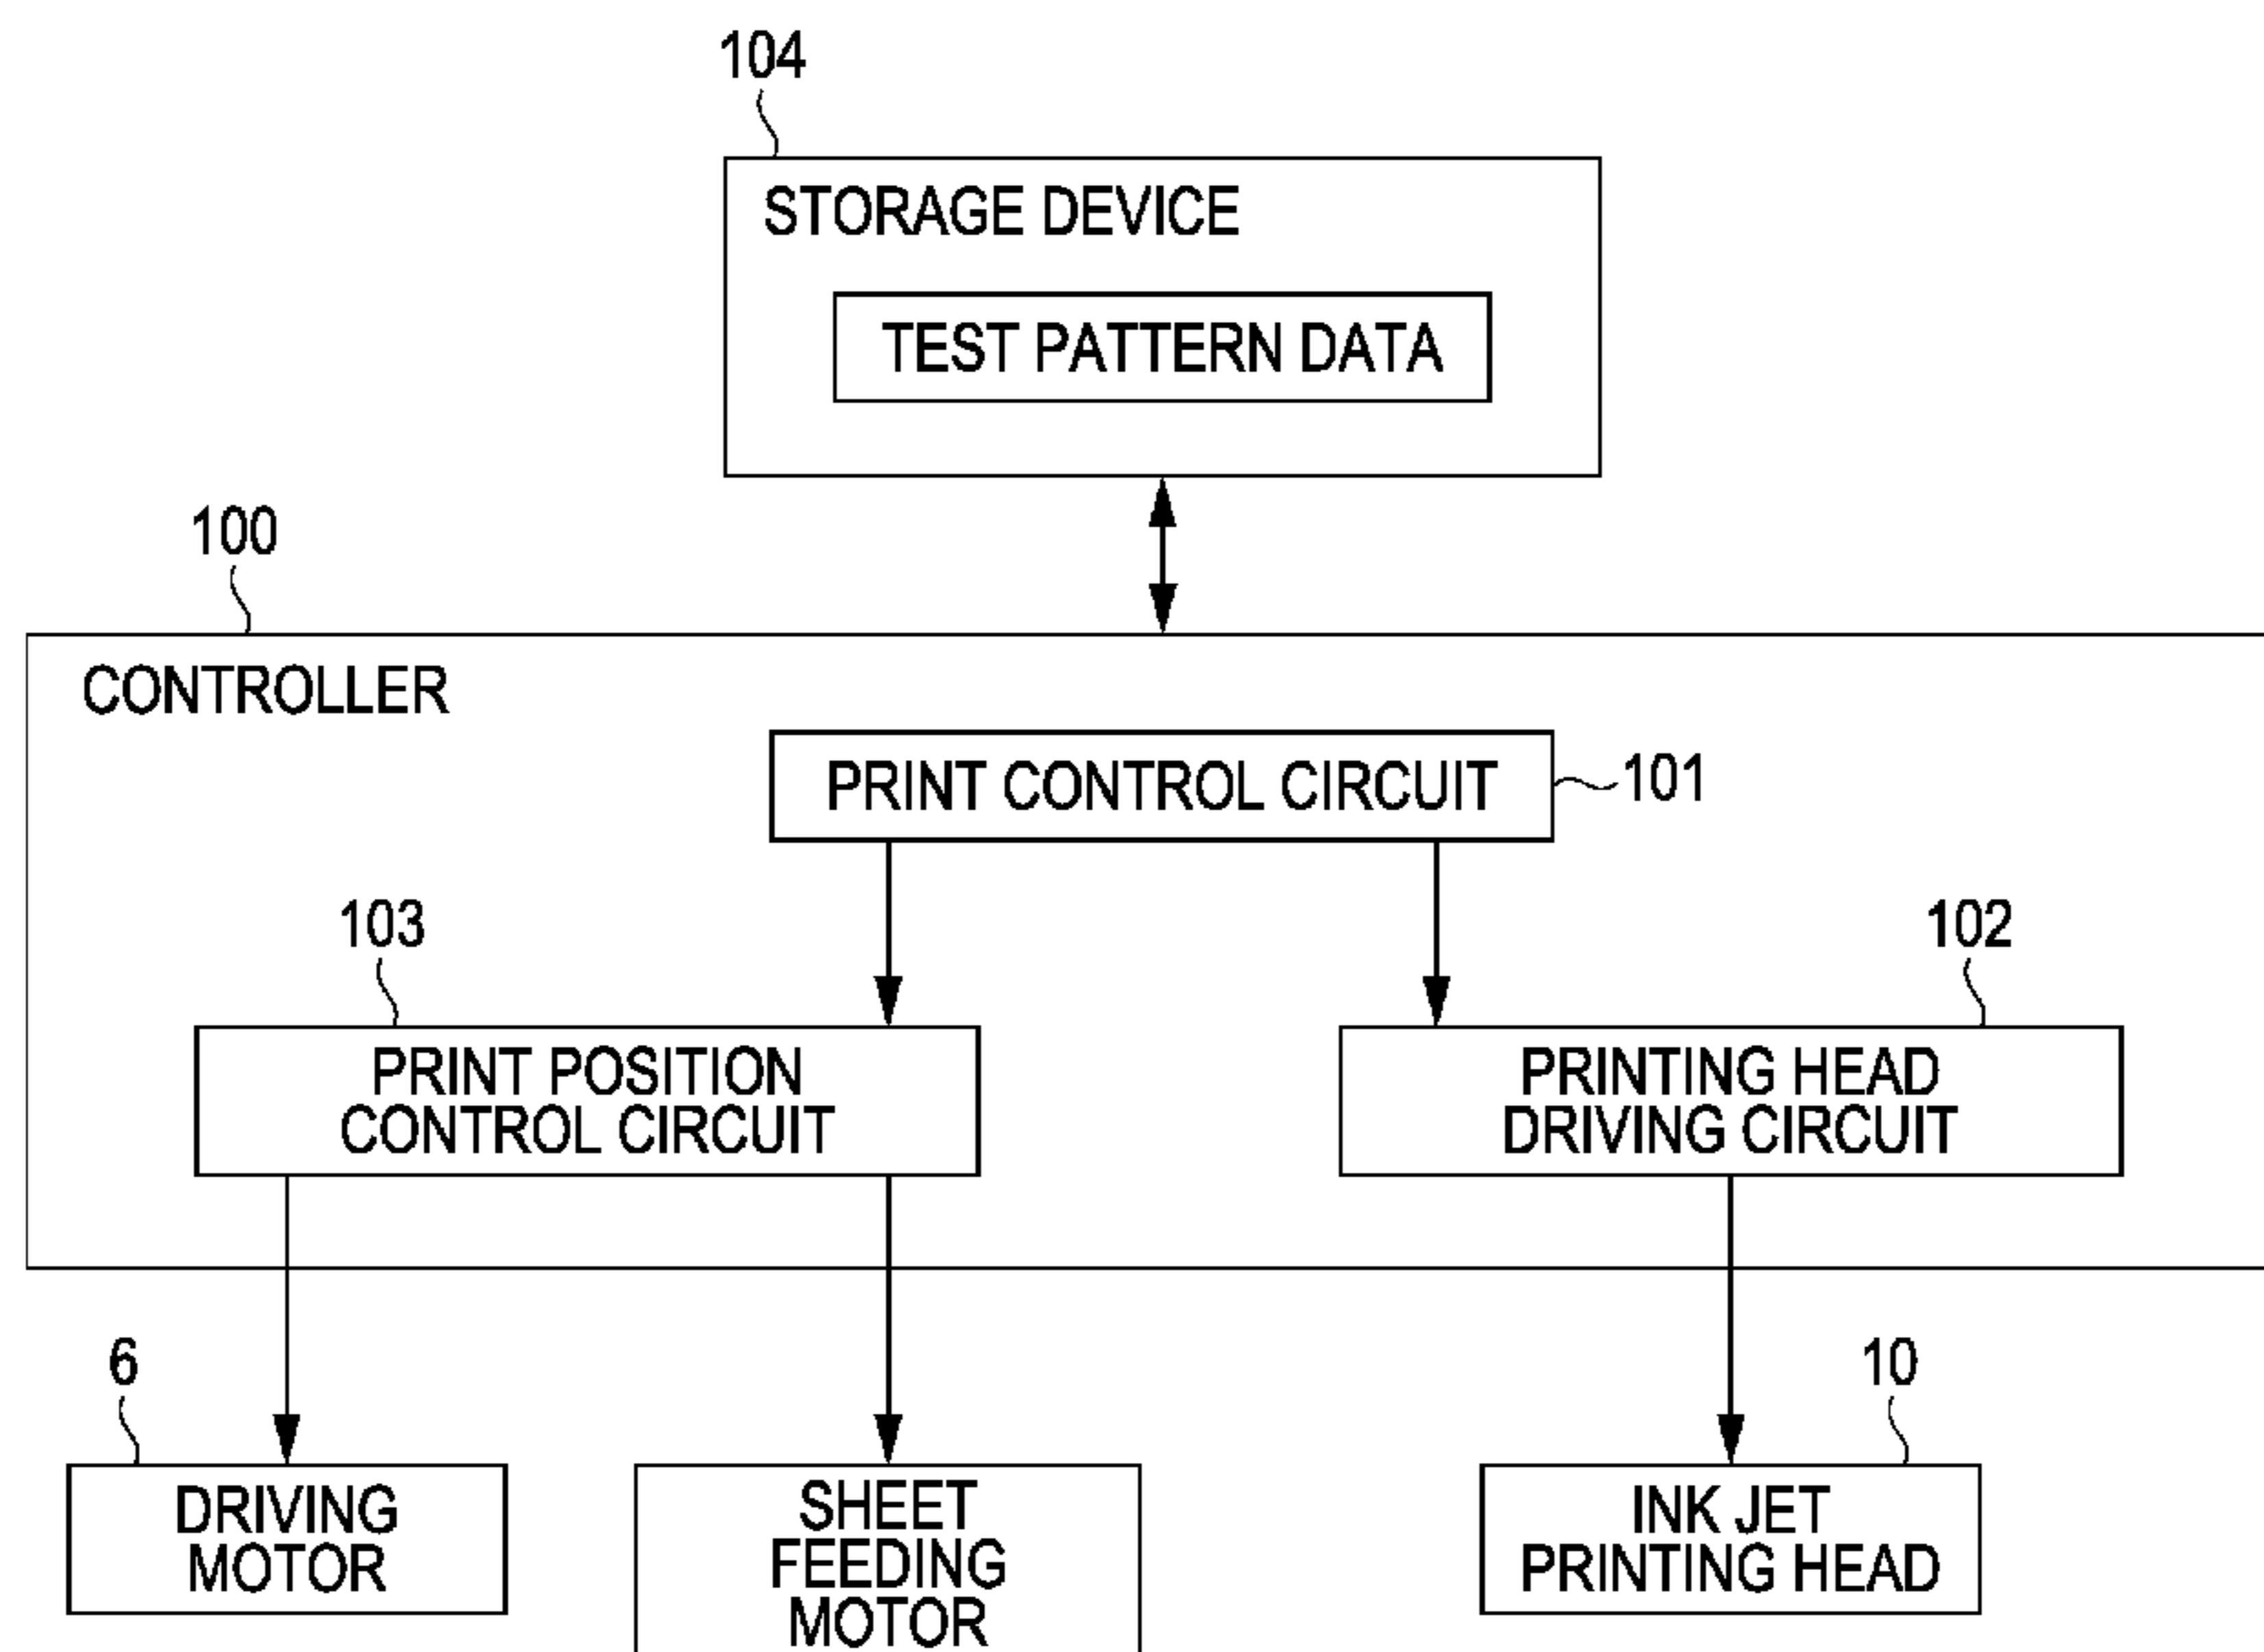 104
STORAGE DEVICE
TEST PATTERN DATA
100
CONTROLLER
PRINT CONTROL CIRCUIT
101
103
102
PRINT POSITION
CONTROL CIRCUIT
PRINTING HEAD
DRIVING CIRCUIT
6
10
DRIVING
MOTOR
SHEET
FEEDING
MOTOR
INK JET
PRINTING HEAD